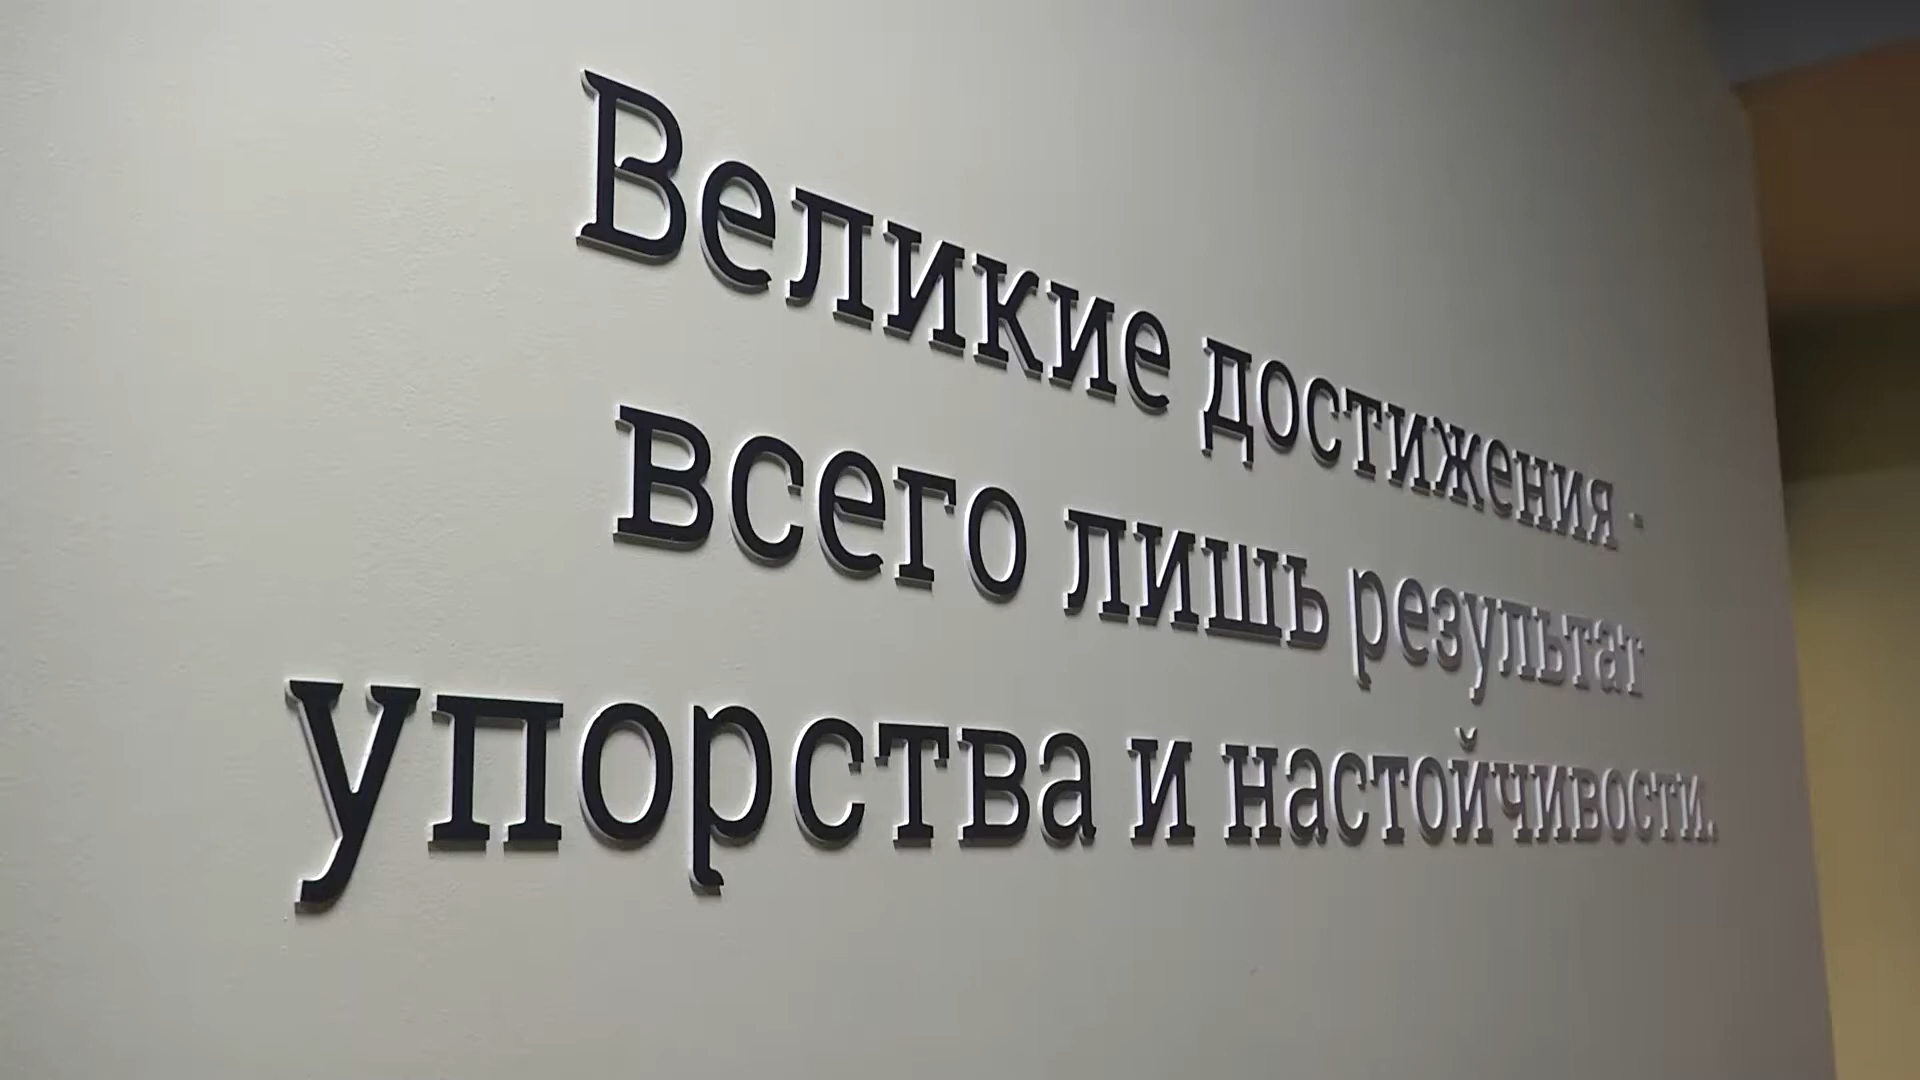 Великие достижения -
всего лишь результат
упорства и настойчивости.